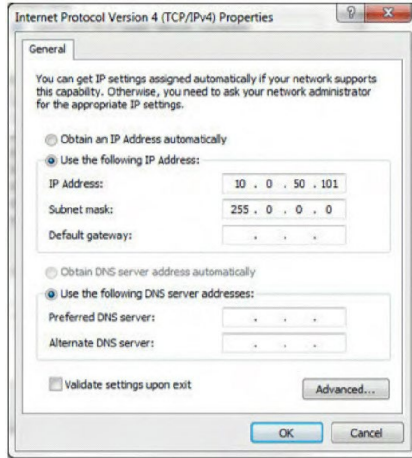 Internet Protocol Version 4 (TCP/IPv4) Properties
General
You can get IP settings assigned automatically if your network supports
this capability. Otherwise, you need to ask your network administrator
for the appropriate IP settings.
Obtain an IP Address automatically
Use the following IP Address:
IP Address: 10 . 0 . 50 . 101
Subnet mask: 255 . 0 . 0 . 0
Default gateway: . . .
Obtain DNS server address automatically
Use the following DNS server addresses:
Preferred DNS server: . . .
Alternate DNS server: . . .
Validate settings upon exit
Advanced...
OK Cancel